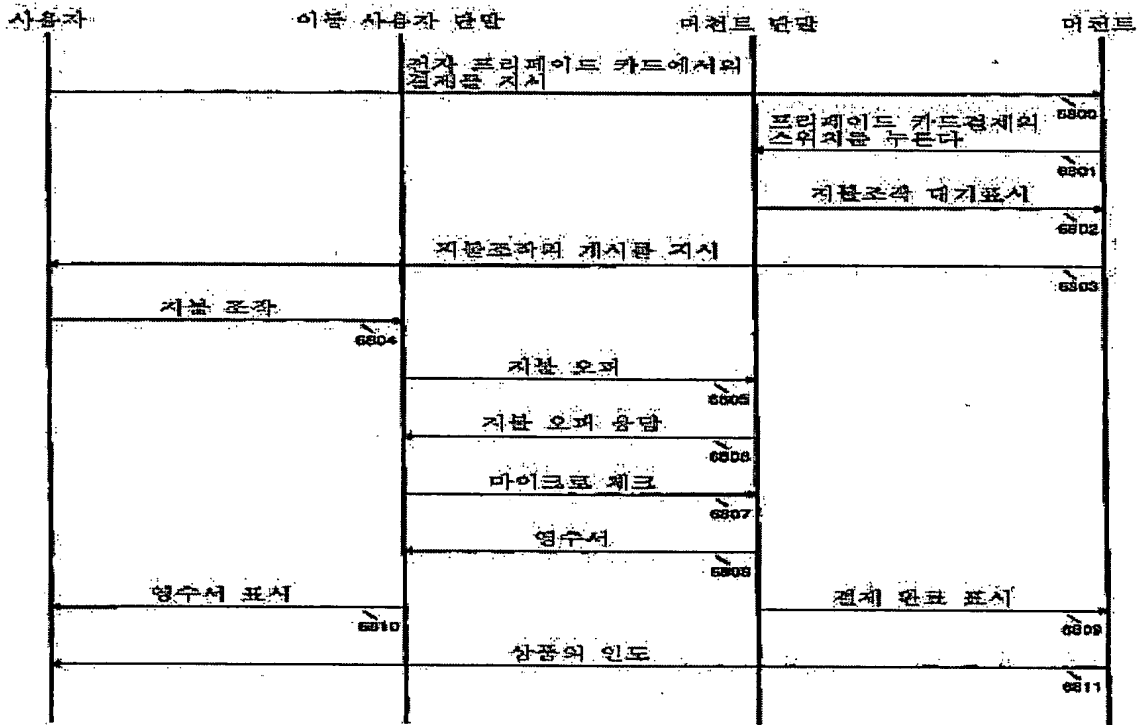 사용자
이동 사용자 단말
머천트 단말
머천트
전자 프리페이드 카드에서의
결제를 지시
6800
프리페이드 카드결제의
스위치를 누른다
6801
지불조작 대기표시
6802
지불조작의 개시를 지시
6803
지불 조작
6804
지불 오퍼
6805
지불 오퍼 응답
6806
마이크로 체크
6807
영수서
6808
영수서 표시
6810
결제 완료 표시
6809
상품의 인도
6811